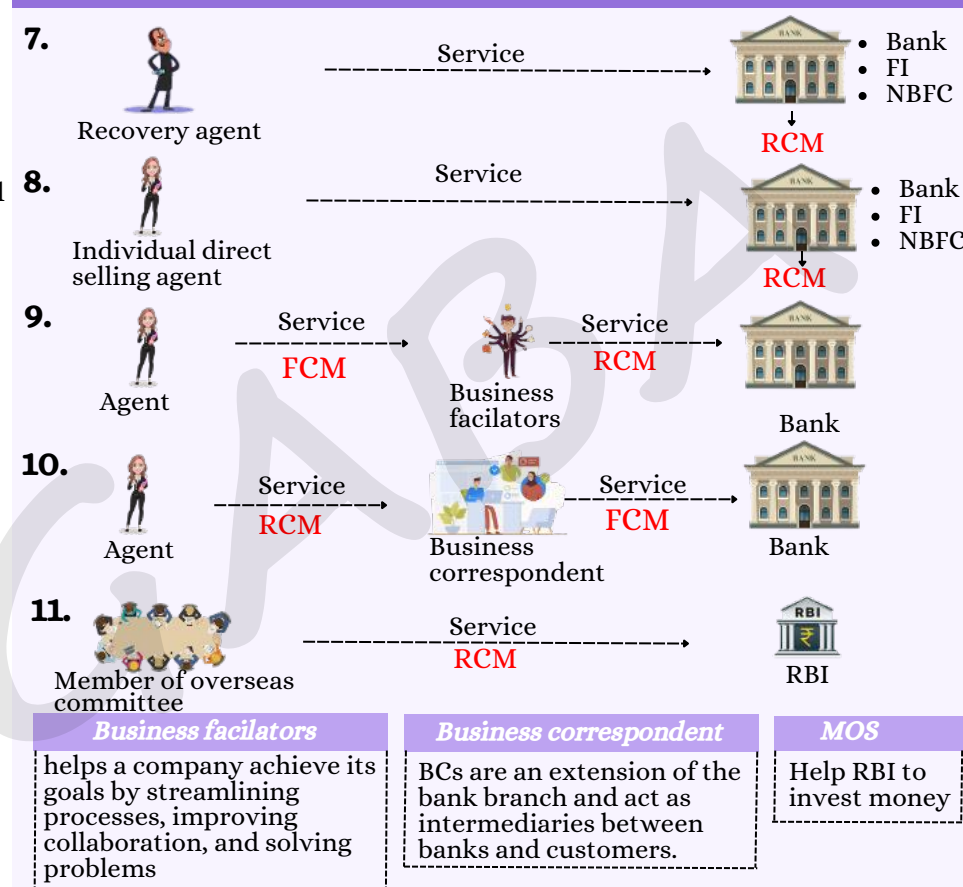 7.
Service
BANK
• Bank
• FI
• NBFC
Recovery agent
RCM
8.
Service
BANK
• Bank
• FI
• NBFC
Individual direct
selling agent
RCM
9.
Service
FCM
Service
RCM
BANK
Agent
Business
facilators
Bank
10.
Service
RCM
Service
FCM
BANK
Agent
Business
correspondent
Bank
11.
Service
RCM
RBI
₹
RBI
Member of overseas
committee
Business facilators
helps a company achieve its
goals by streamlining
processes, improving
collaboration, and solving
problems
Business correspondent
BCs are an extension of the
bank branch and act as
intermediaries between
banks and customers.
MOS
Help RBI to
invest money
GABA